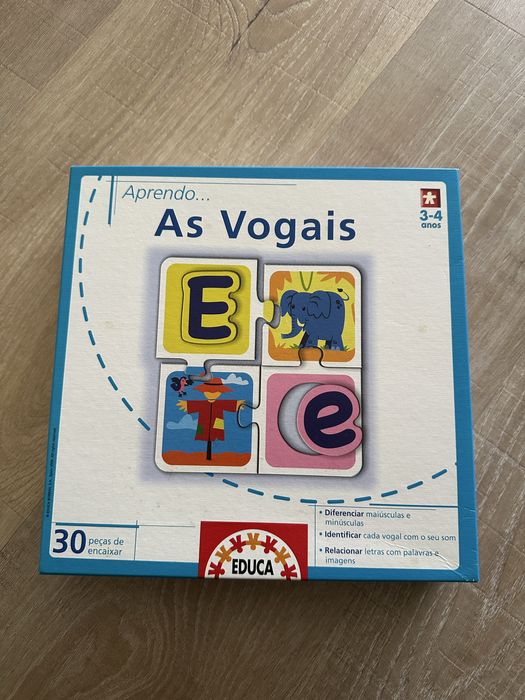 Aprendo...
As Vogais
3-4
anos
E
e
30 peças de
encaixar
EDUCA
• Diferenciar maiúsculas e
minúsculas
• Identificar cada vogal com o seu som
• Relacionar letras com palavras e
imagens